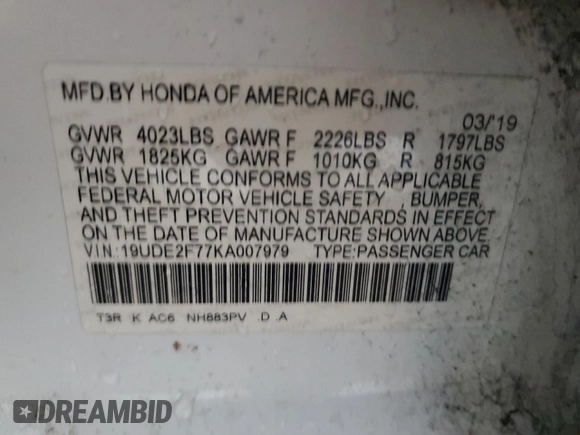 MFD.BY HONDA OF AMERICA MFG.,INC.
03/'19
GVWR 4023LBS GAWR F 2226LBS R 1797LBS
GVWR 1825KG GAWR F 1010KG R 815KG
THIS VEHICLE CONFORMS TO ALL APPLICABLE
FEDERAL MOTOR VEHICLE SAFETY , BUMPER,
AND THEFT PREVENTION STANDARDS IN EFFECT
ON THE DATE OF MANUFACTURE SHOWN ABOVE.
VIN:19UDE2F77KA007979 TYPE:PASSENGER CAR
T3R K AC6 NH883PV .D .A
DREAMBID